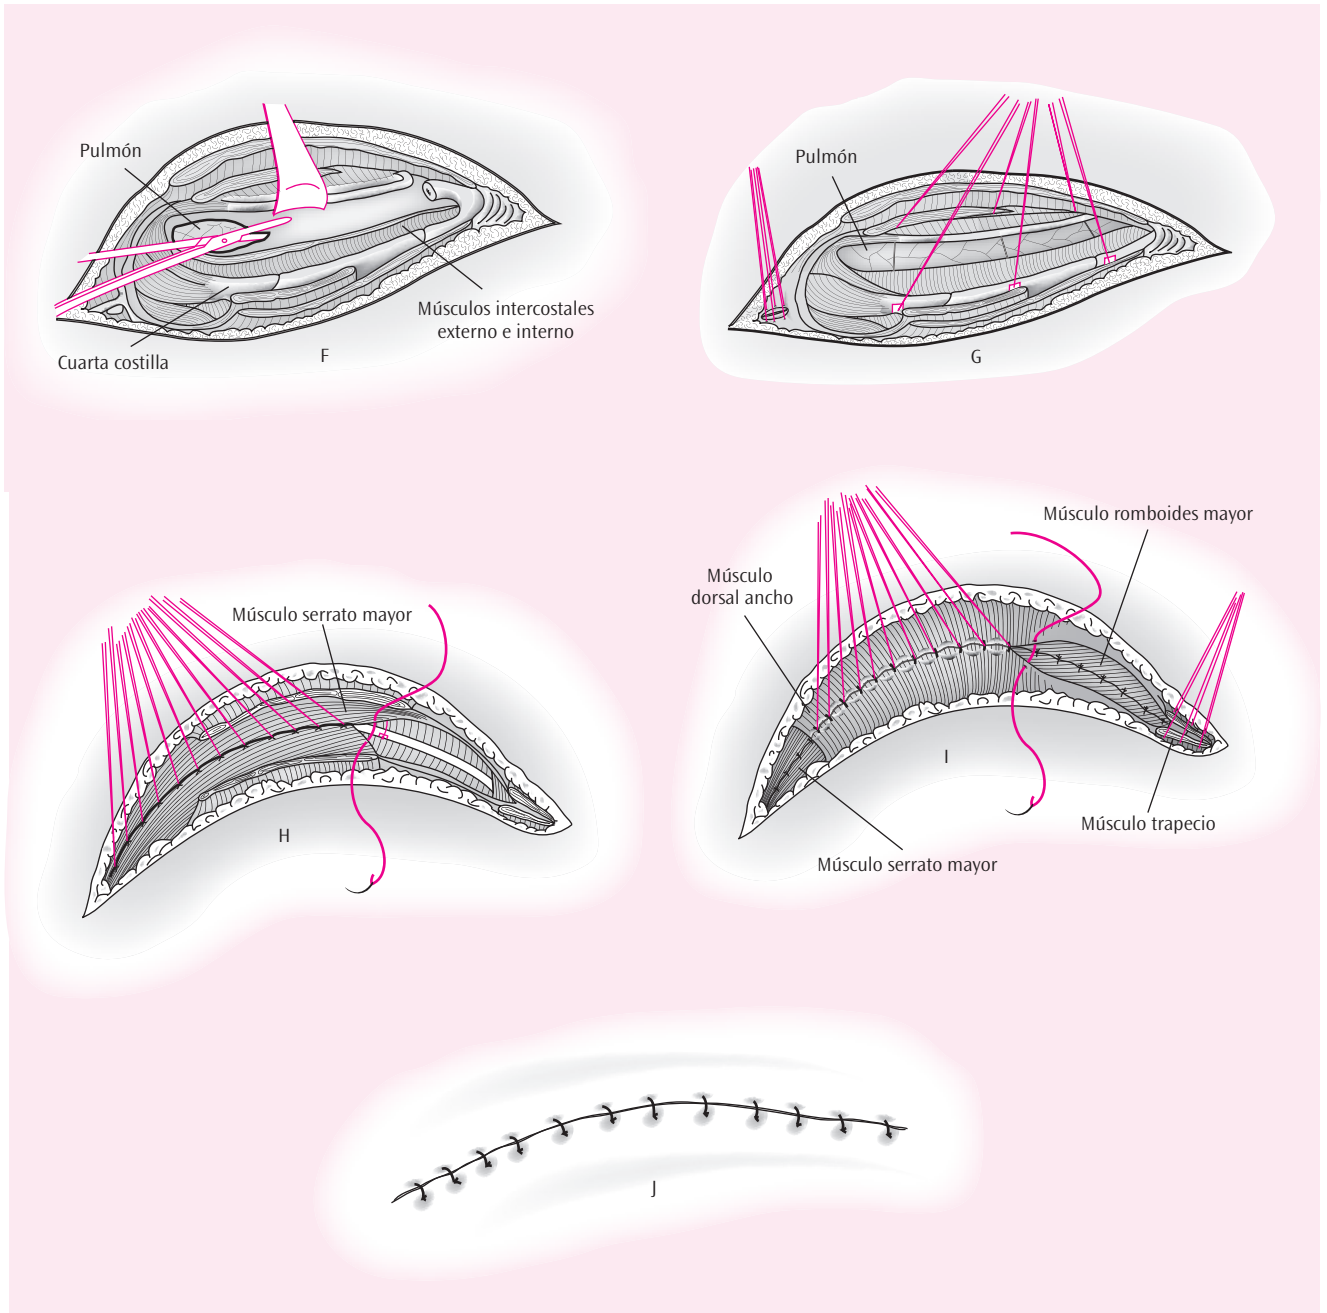 Pulmón
Músculos intercostales
externo e interno
Cuarta costilla
F
Pulmón
G
Músculo serrato mayor
H
Músculo romboides mayor
Músculo
dorsal ancho
I
Músculo trapecio
Músculo serrato mayor
J